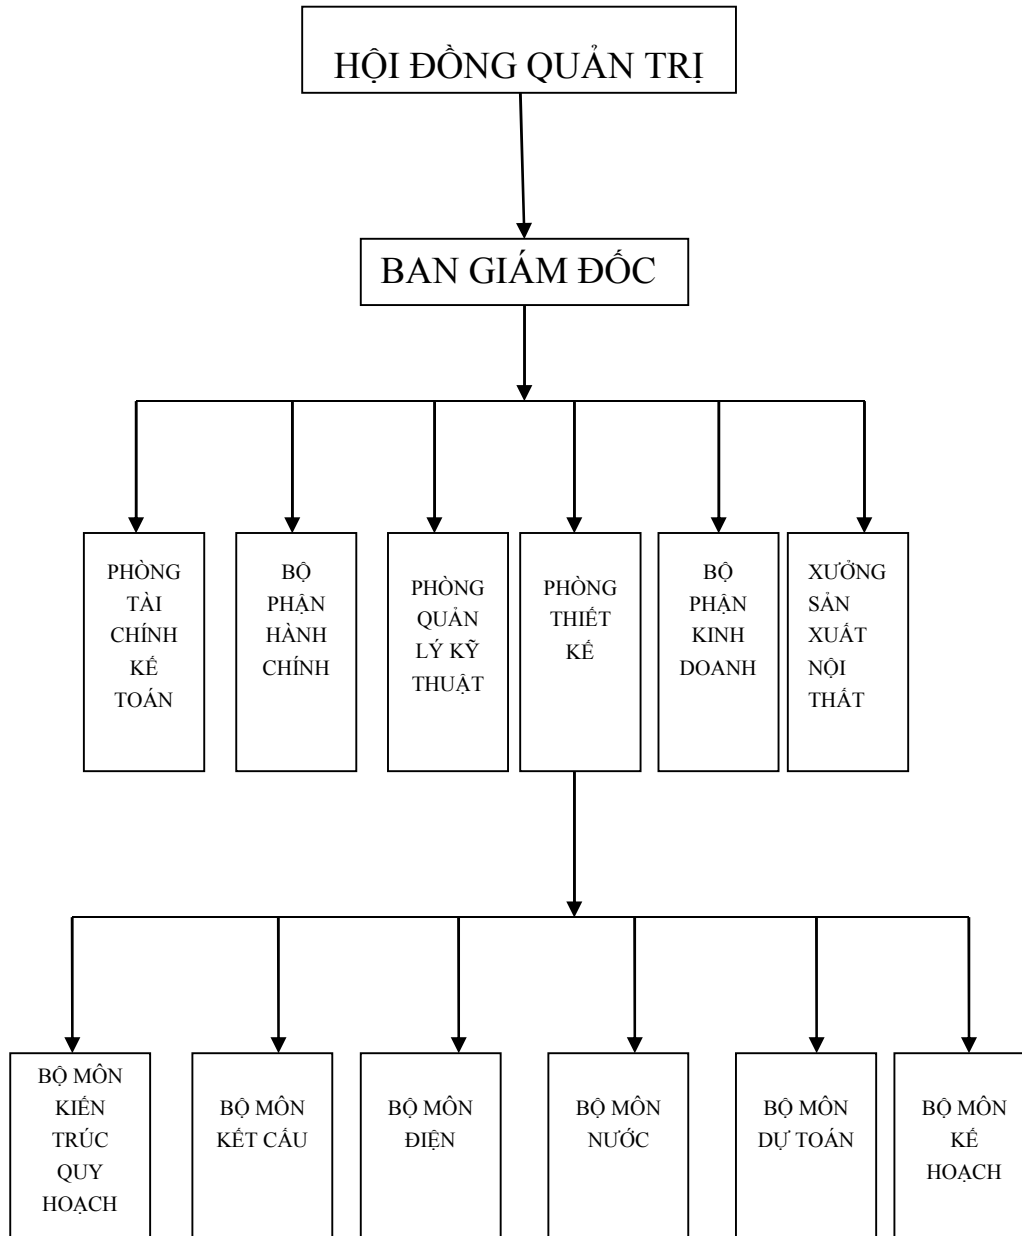 HỘI ĐỒNG QUẢN TRỊ
BAN GIÁM ĐỐC
PHÒNG
TÀI
CHÍNH
KẾ
TOÁN
BỘ
PHẬN
HÀNH
CHÍNH
PHÒNG
QUẢN
LÝ KỸ
THUẬT
PHÒNG
THIẾT
KẾ
BỘ
PHẬN
KINH
DOANH
XƯỞNG
SẢN
XUẤT
NỘI
THẤT
BỘ MÔN
KIẾN
TRÚC
QUY
HOẠCH
BỘ MÔN
KẾT CẤU
BỘ MÔN
ĐIỆN
BỘ MÔN
NƯỚC
BỘ MÔN
DỰ TOÁN
BỘ MÔN
KẾ
HOẠCH